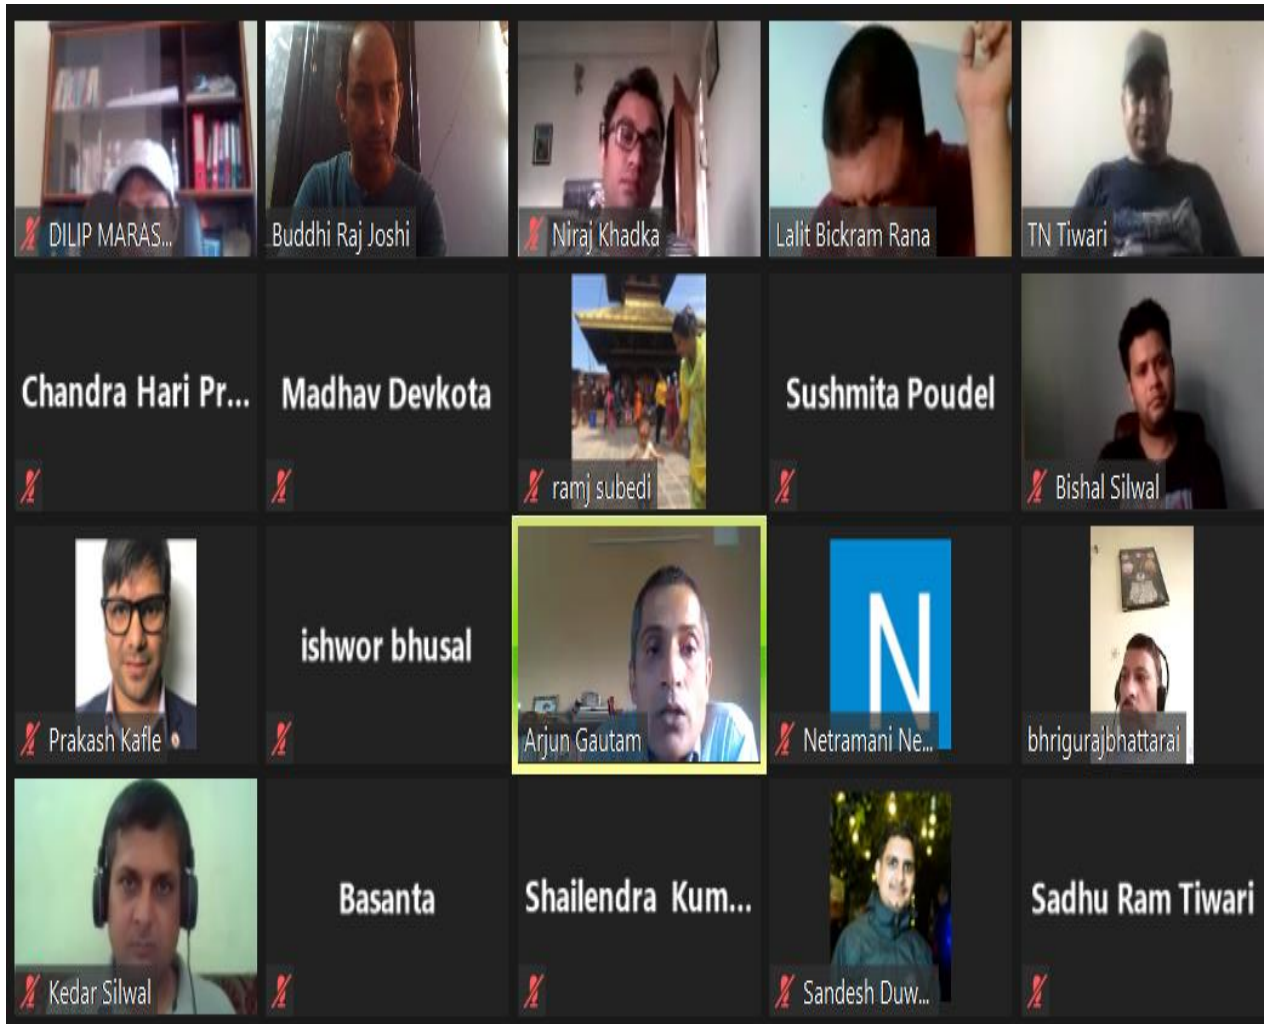 DILIP MARAS...
Buddhi Raj Joshi
Niraj Khadka
Lalit Bickram Rana
TN Tiwari
Chandra Hari Pr...
Madhav Devkota
ramj subedi
Sushmita Poudel
Bishal Silwal
Prakash Kafle
ishwor bhusal
Arjun Gautam
N
Netramani Ne...
bhrigurajbhattarai
Kedar Silwal
Basanta
Shailendra Kum...
Sandesh Duw...
Sadhu Ram Tiwari